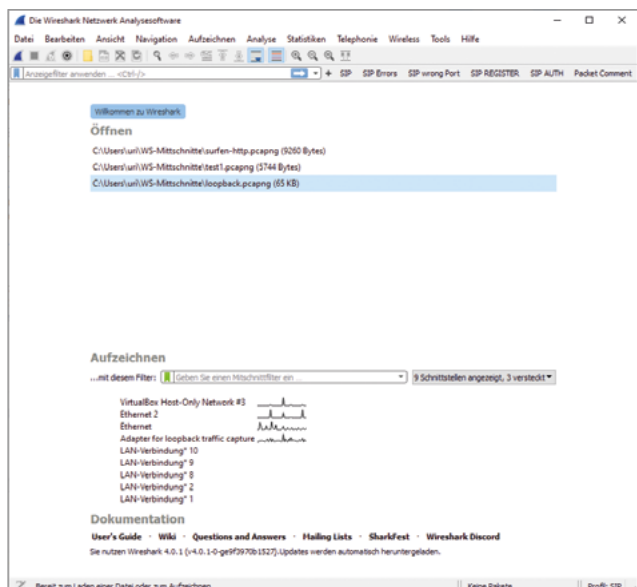 Die Wireshark Netzwerk Analysesoftware
Datei Bearbeiten Ansicht Navigation Aufzeichnen Analyse Statistiken Telephonie Wireless Tools Hilfe
Anzeigefilter anwenden ... <Ctrl-/> + SIP SIP Errors SIP wrong Port SIP REGISTER SIP AUTH Packet Comment
Willkommen zu Wireshark
Öffnen
C:\Users\uri\WS-Mittschnitte\surfen-http.pcapng (9260 Bytes)
C:\Users\uri\WS-Mittschnitte\test1.pcapng (5744 Bytes)
C:\Users\uri\WS-Mittschnitte\loopback.pcapng (65 KB)
Aufzeichnen
...mit diesem Filter: Geben Sie einen Mitschnittfilter ein ... 9 Schnittstellen angezeigt, 3 versteckt
VirtualBox Host-Only Network #3
Ethernet 2
Ethernet
Adapter for loopback traffic capture
LAN-Verbindung* 10
LAN-Verbindung* 9
LAN-Verbindung* 8
LAN-Verbindung* 2
LAN-Verbindung* 1
Dokumentation
User's Guide · Wiki · Questions and Answers · Mailing Lists · SharkFest · Wireshark Discord
Sie nutzen Wireshark 4.0.1 (v4.0.1-0-ge9f3970b1527).Updates werden automatisch heruntergeladen.
Bereit zum Laden einer Datei oder zum Aufzeichnen Keine Pakete Profil: SIP